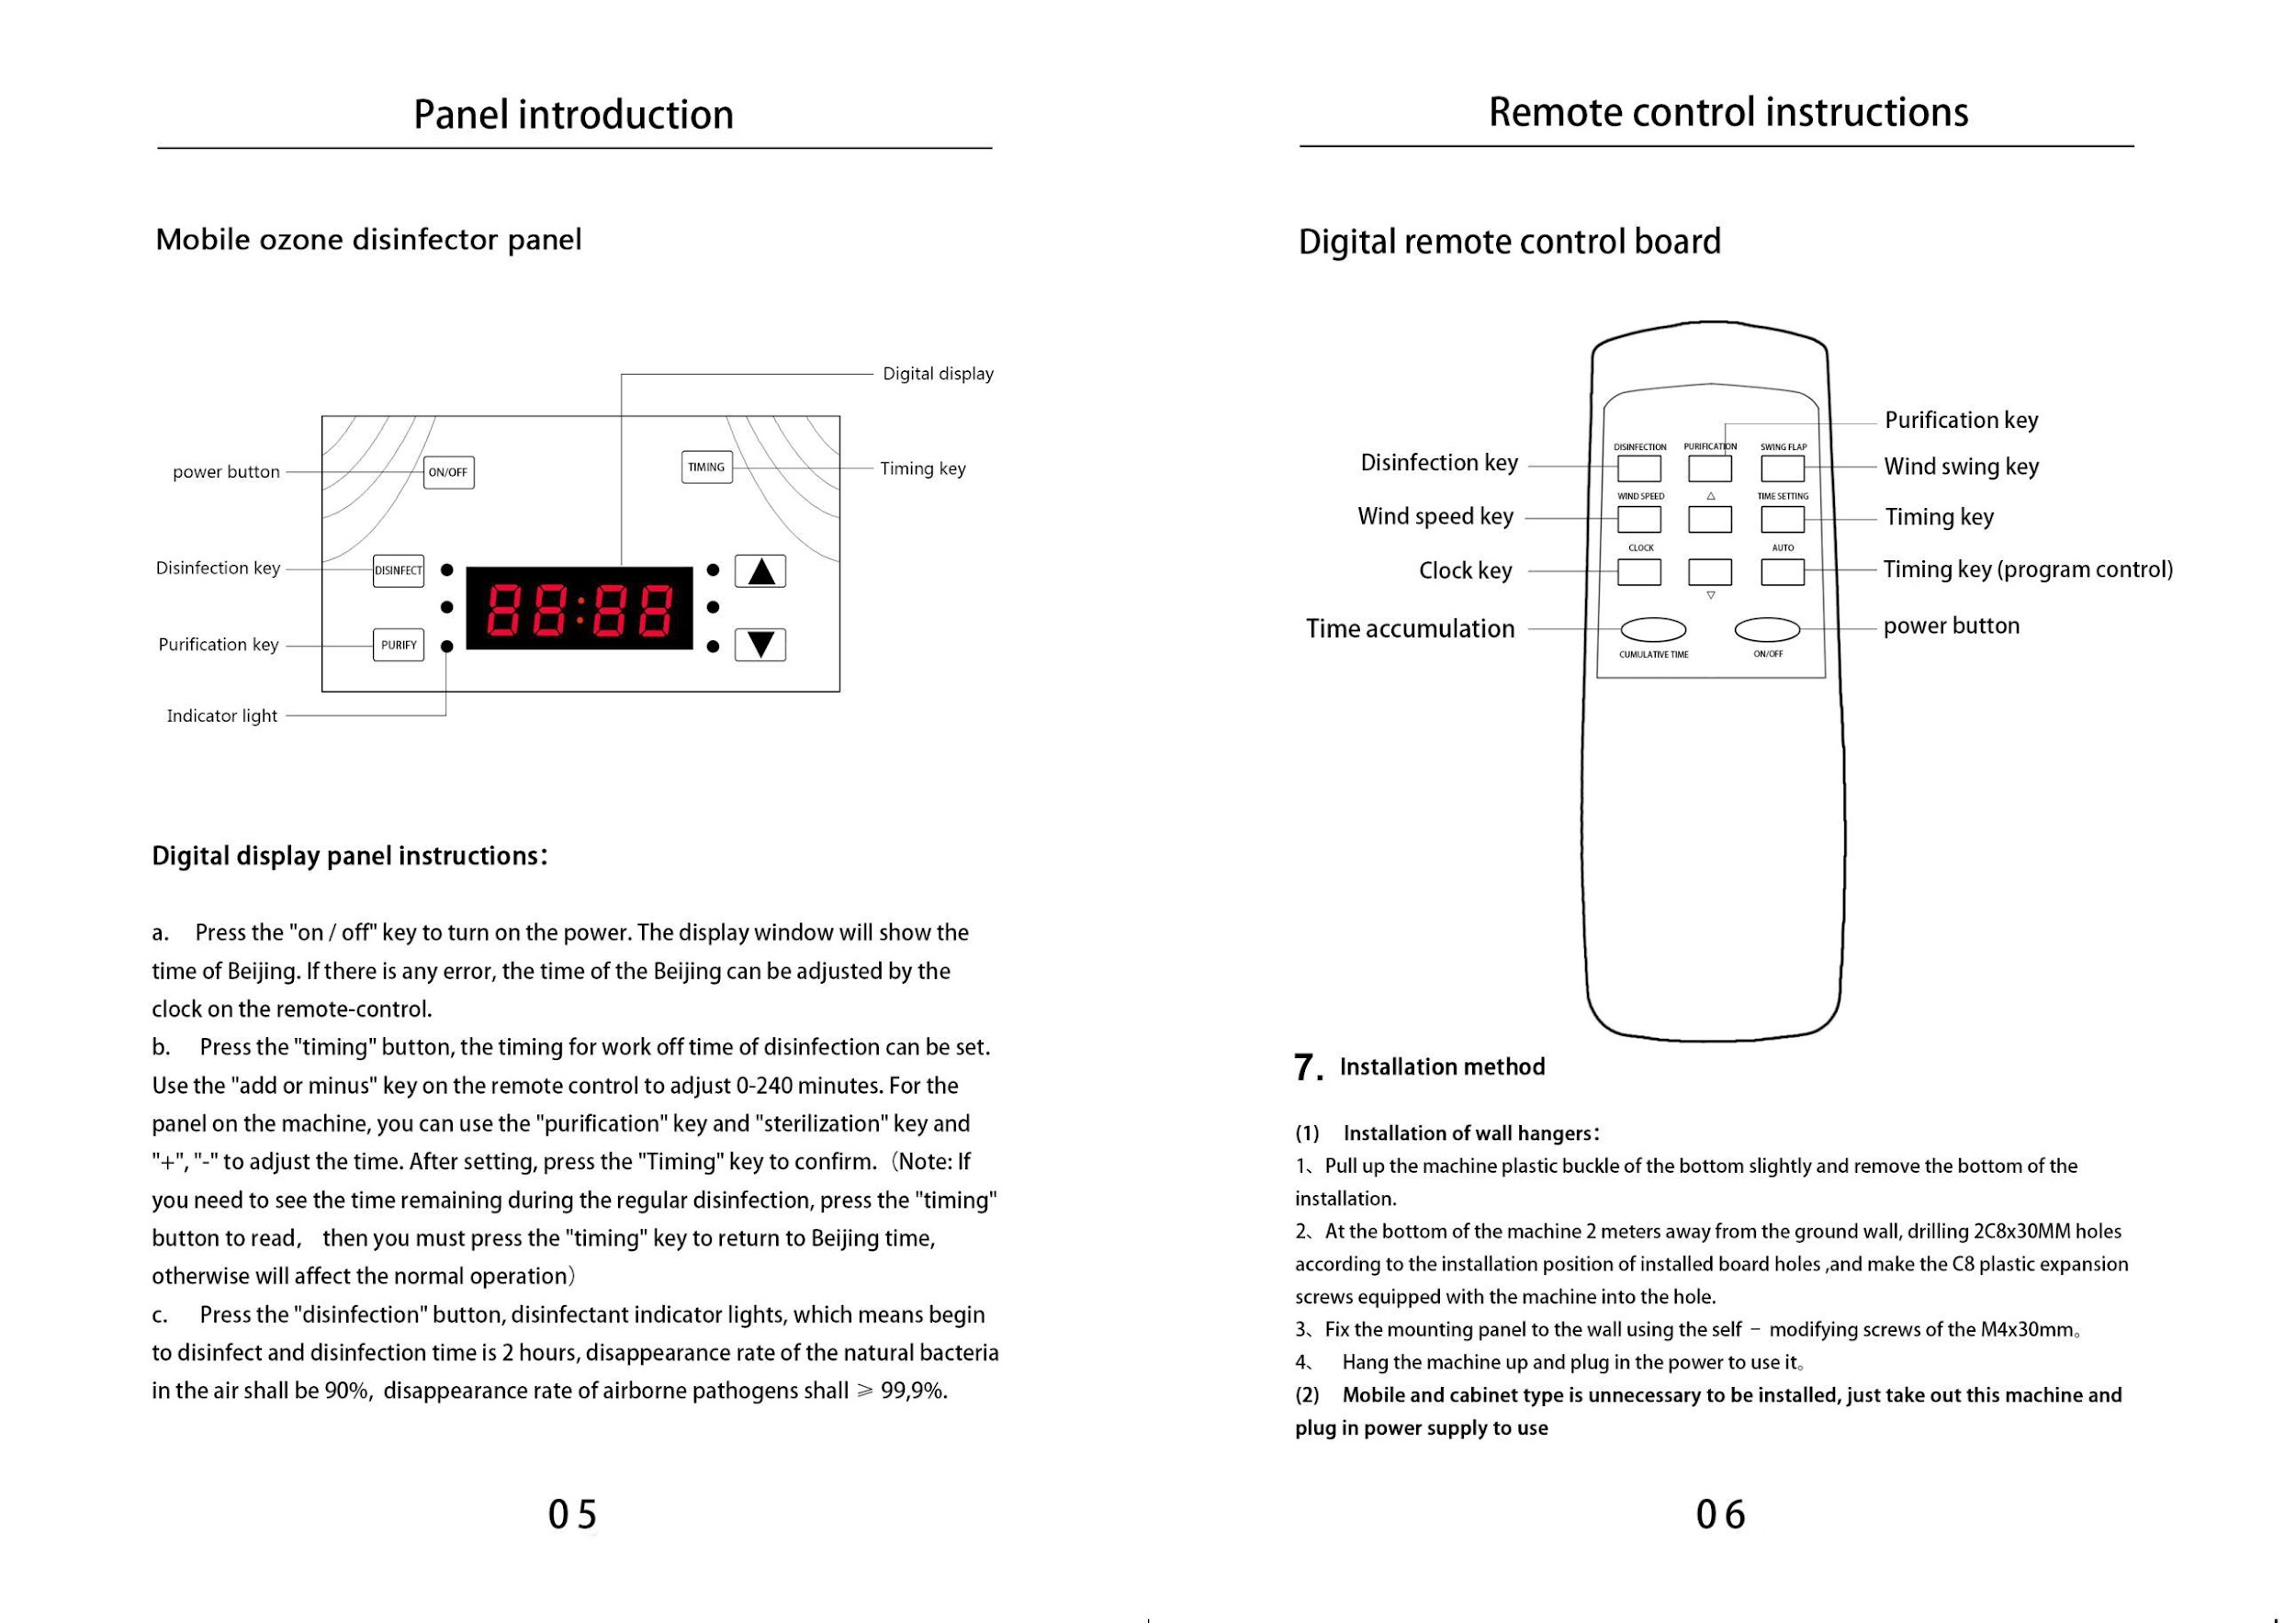 Panel introduction
Mobile ozone disinfector panel
Digital display
power button
ON/OFF
TIMING
Timing key
Disinfection key
DISINFECT
88:88
▲
Purification key
PURIFY
▼
Indicator light
Digital display panel instructions:
a. Press the "on / off" key to turn on the power. The display window will show the
time of Beijing. If there is any error, the time of the Beijing can be adjusted by the
clock on the remote-control.
b. Press the "timing" button, the timing for work off time of disinfection can be set.
Use the "add or minus" key on the remote control to adjust 0-240 minutes. For the
panel on the machine, you can use the "purification" key and "sterilization" key and
"+", "-" to adjust the time. After setting, press the "Timing" key to confirm.（Note: If
you need to see the time remaining during the regular disinfection, press the "timing"
button to read, then you must press the "timing" key to return to Beijing time,
otherwise will affect the normal operation）
c. Press the "disinfection" button, disinfectant indicator lights, which means begin
to disinfect and disinfection time is 2 hours, disappearance rate of the natural bacteria
in the air shall be 90%, disappearance rate of airborne pathogens shall ⩾ 99,9%.
05
Remote control instructions
Digital remote control board
Purification key
DISINFECTION PURIFICATION SWING FLAP
Disinfection key
Wind swing key
WIND SPEED △ TIME SETTING
Wind speed key
Timing key
CLOCK AUTO
Clock key
Timing key (program control)
▽
Time accumulation
power button
CUMULATIVE TIME ON/OFF
7. Installation method
(1) Installation of wall hangers:
1、Pull up the machine plastic buckle of the bottom slightly and remove the bottom of the
installation.
2、At the bottom of the machine 2 meters away from the ground wall, drilling 2C8x30MM holes
according to the installation position of installed board holes ,and make the C8 plastic expansion
screws equipped with the machine into the hole.
3、Fix the mounting panel to the wall using the self – modifying screws of the M4x30mm。
4、 Hang the machine up and plug in the power to use it。
(2) Mobile and cabinet type is unnecessary to be installed, just take out this machine and
plug in power supply to use
06